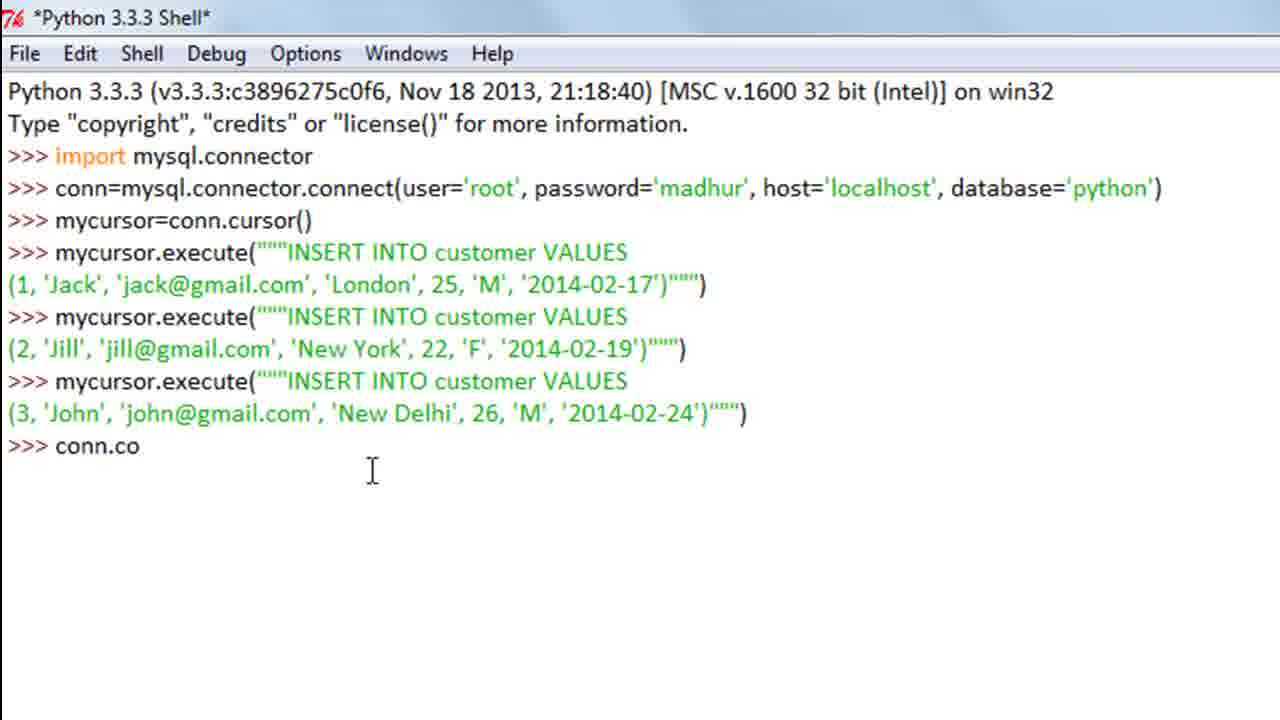 *Python 3.3.3 Shell*
File Edit Shell Debug Options Windows Help
Python 3.3.3 (v3.3.3:c3896275c0f6, Nov 18 2013, 21:18:40) [MSC v.1600 32 bit (Intel)] on win32
Type "copyright", "credits" or "license()" for more information.
>>> import mysql.connector
>>> conn=mysql.connector.connect(user='root', password='madhur', host='localhost', database='python')
>>> mycursor=conn.cursor()
>>> mycursor.execute("""INSERT INTO customer VALUES
(1, 'Jack', 'jack@gmail.com', 'London', 25, 'M', '2014-02-17')""")
>>> mycursor.execute("""INSERT INTO customer VALUES
(2, 'Jill', 'jill@gmail.com', 'New York', 22, 'F', '2014-02-19')""")
>>> mycursor.execute("""INSERT INTO customer VALUES
(3, 'John', 'john@gmail.com', 'New Delhi', 26, 'M', '2014-02-24')""")
>>> conn.co